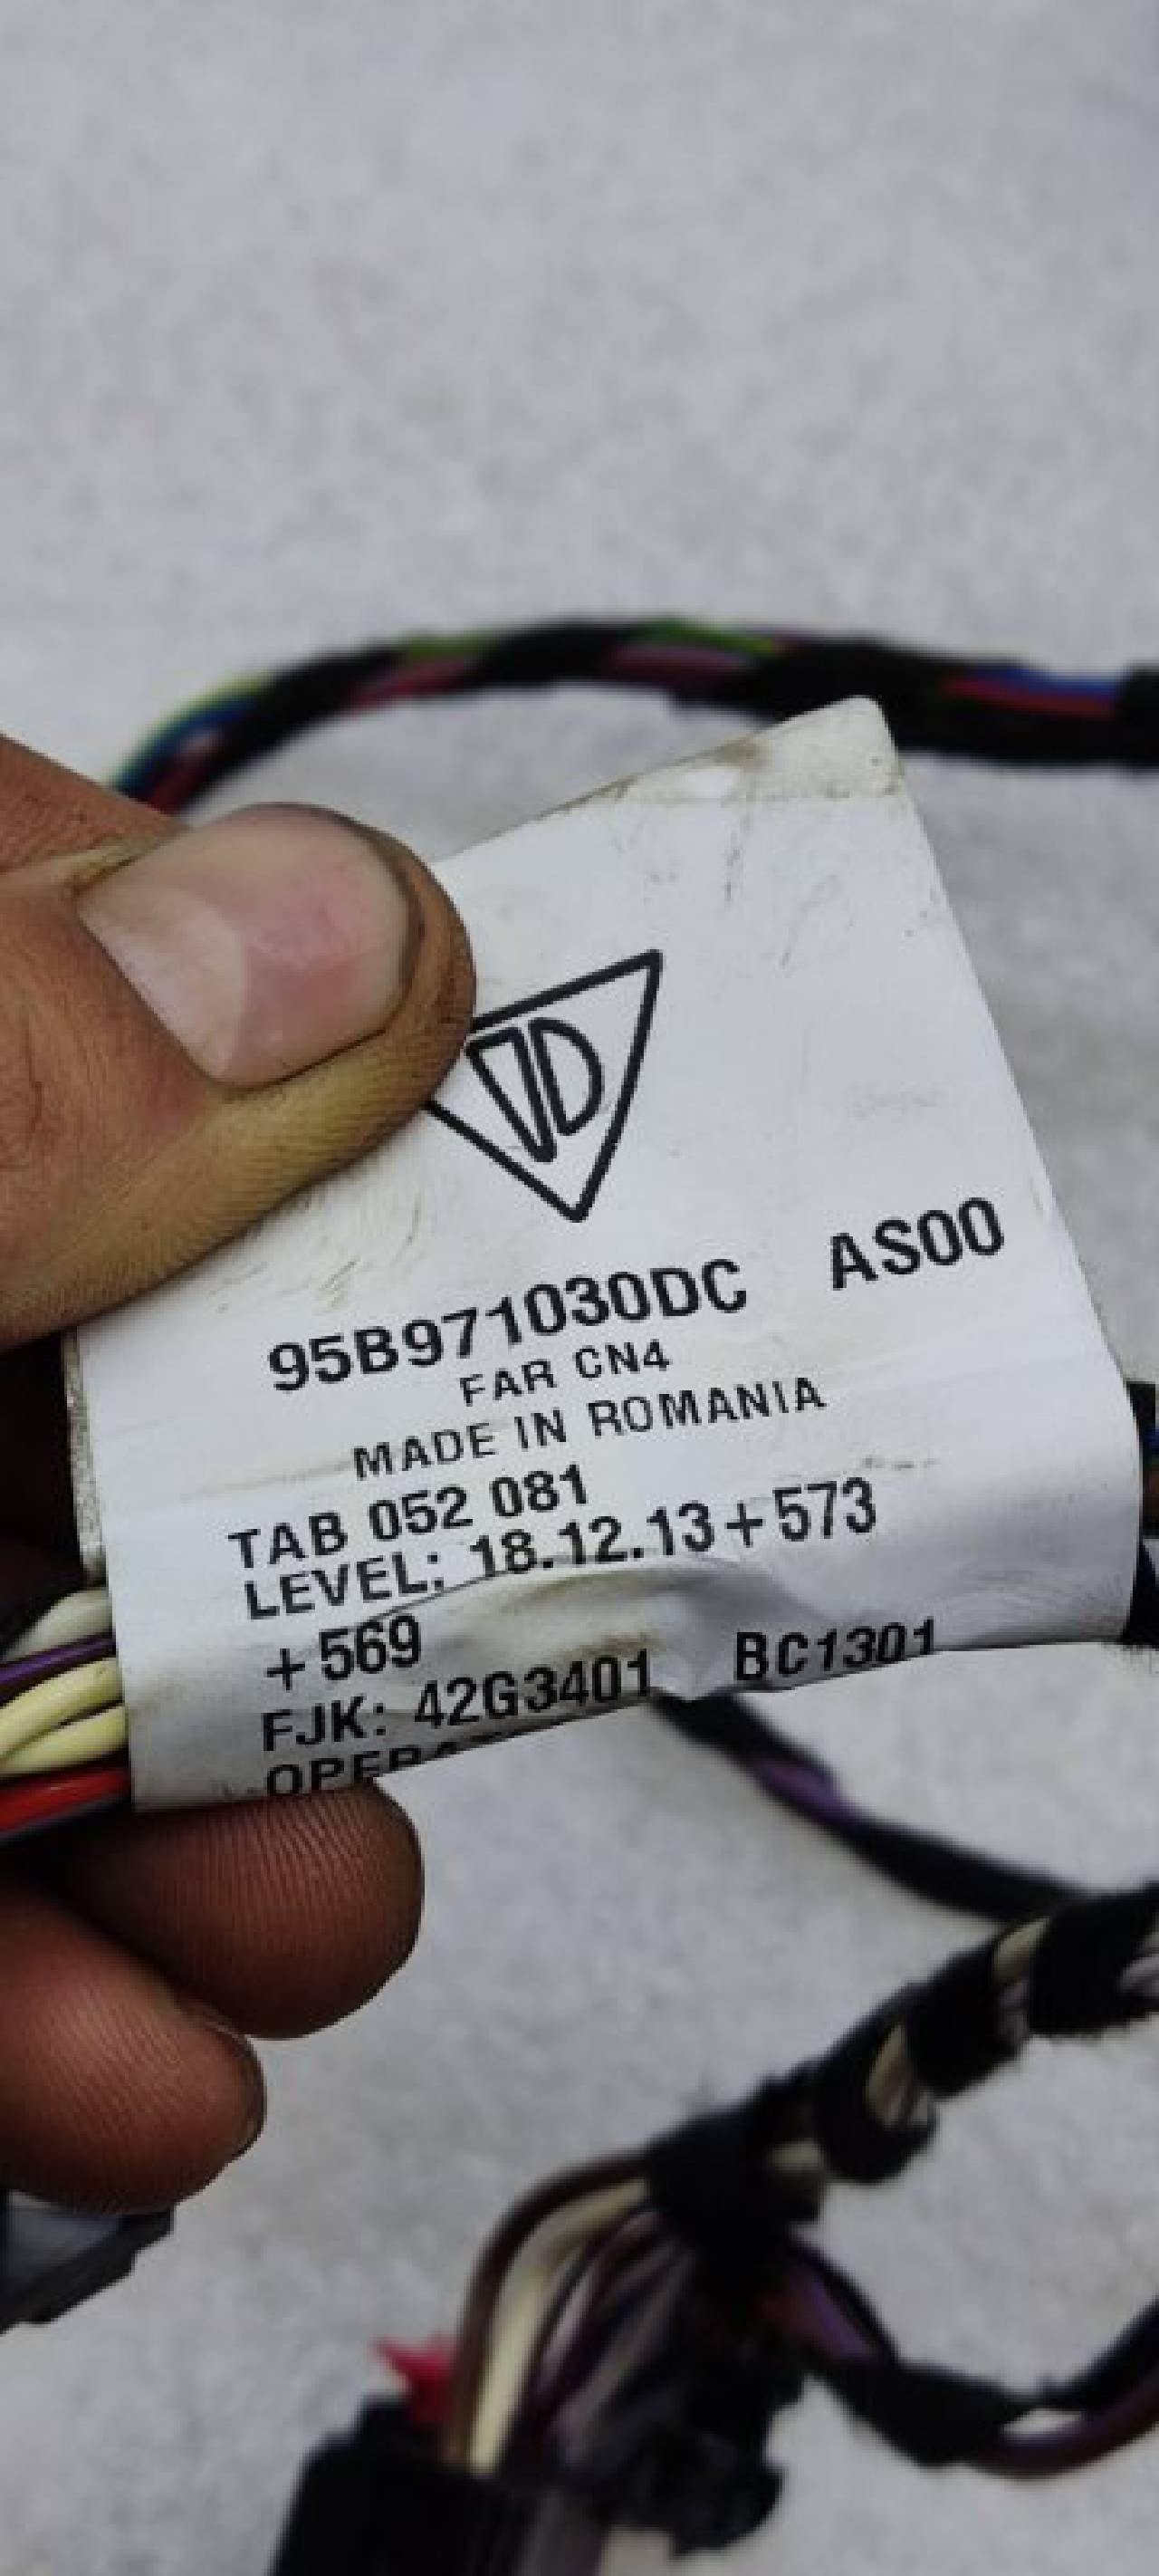 95B971030DC AS00
FAR CN4
MADE IN ROMANIA
TAB 052 081
LEVEL: 18.12.13+573
+569
FJK: 42G3401 BC1301